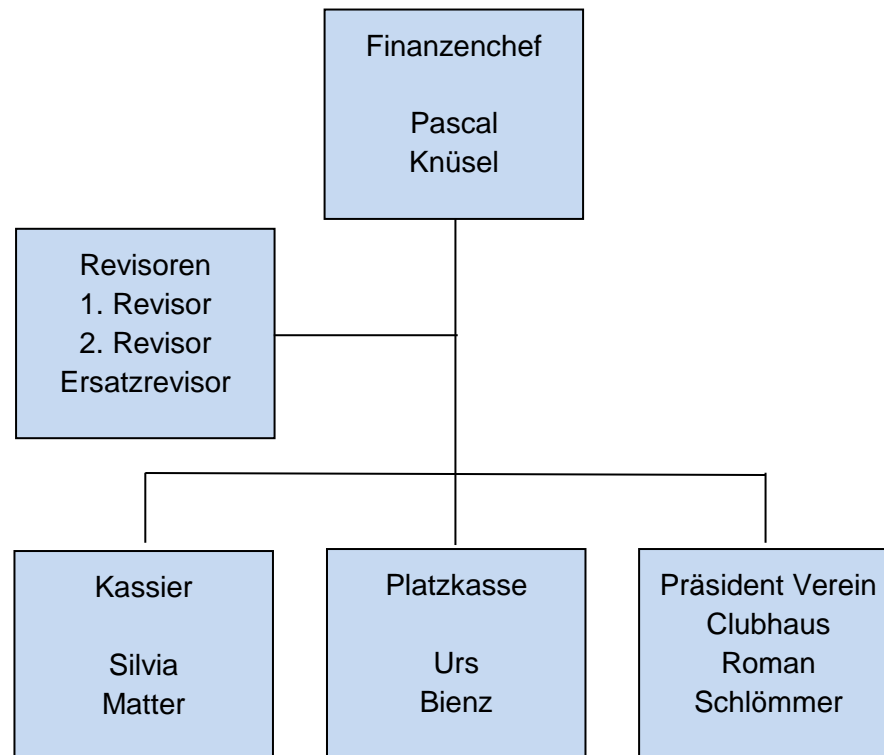 Finanzenchef
Pascal
Knüsel
Revisoren
1. Revisor
2. Revisor
Ersatzrevisor
Kassier
Silvia
Matter
Platzkasse
Urs
Bienz
Präsident Verein
Clubhaus
Roman
Schlömmer